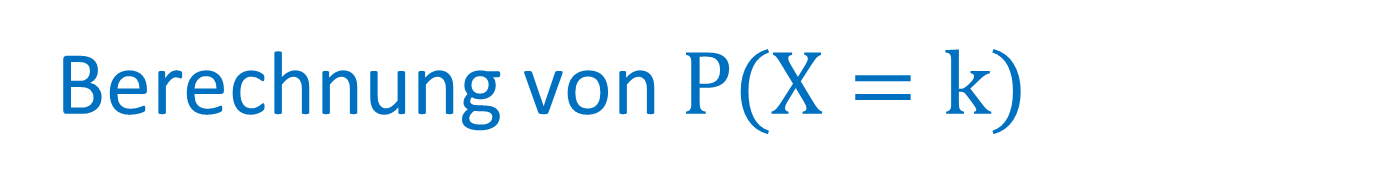 Berechnung von P(X = k)